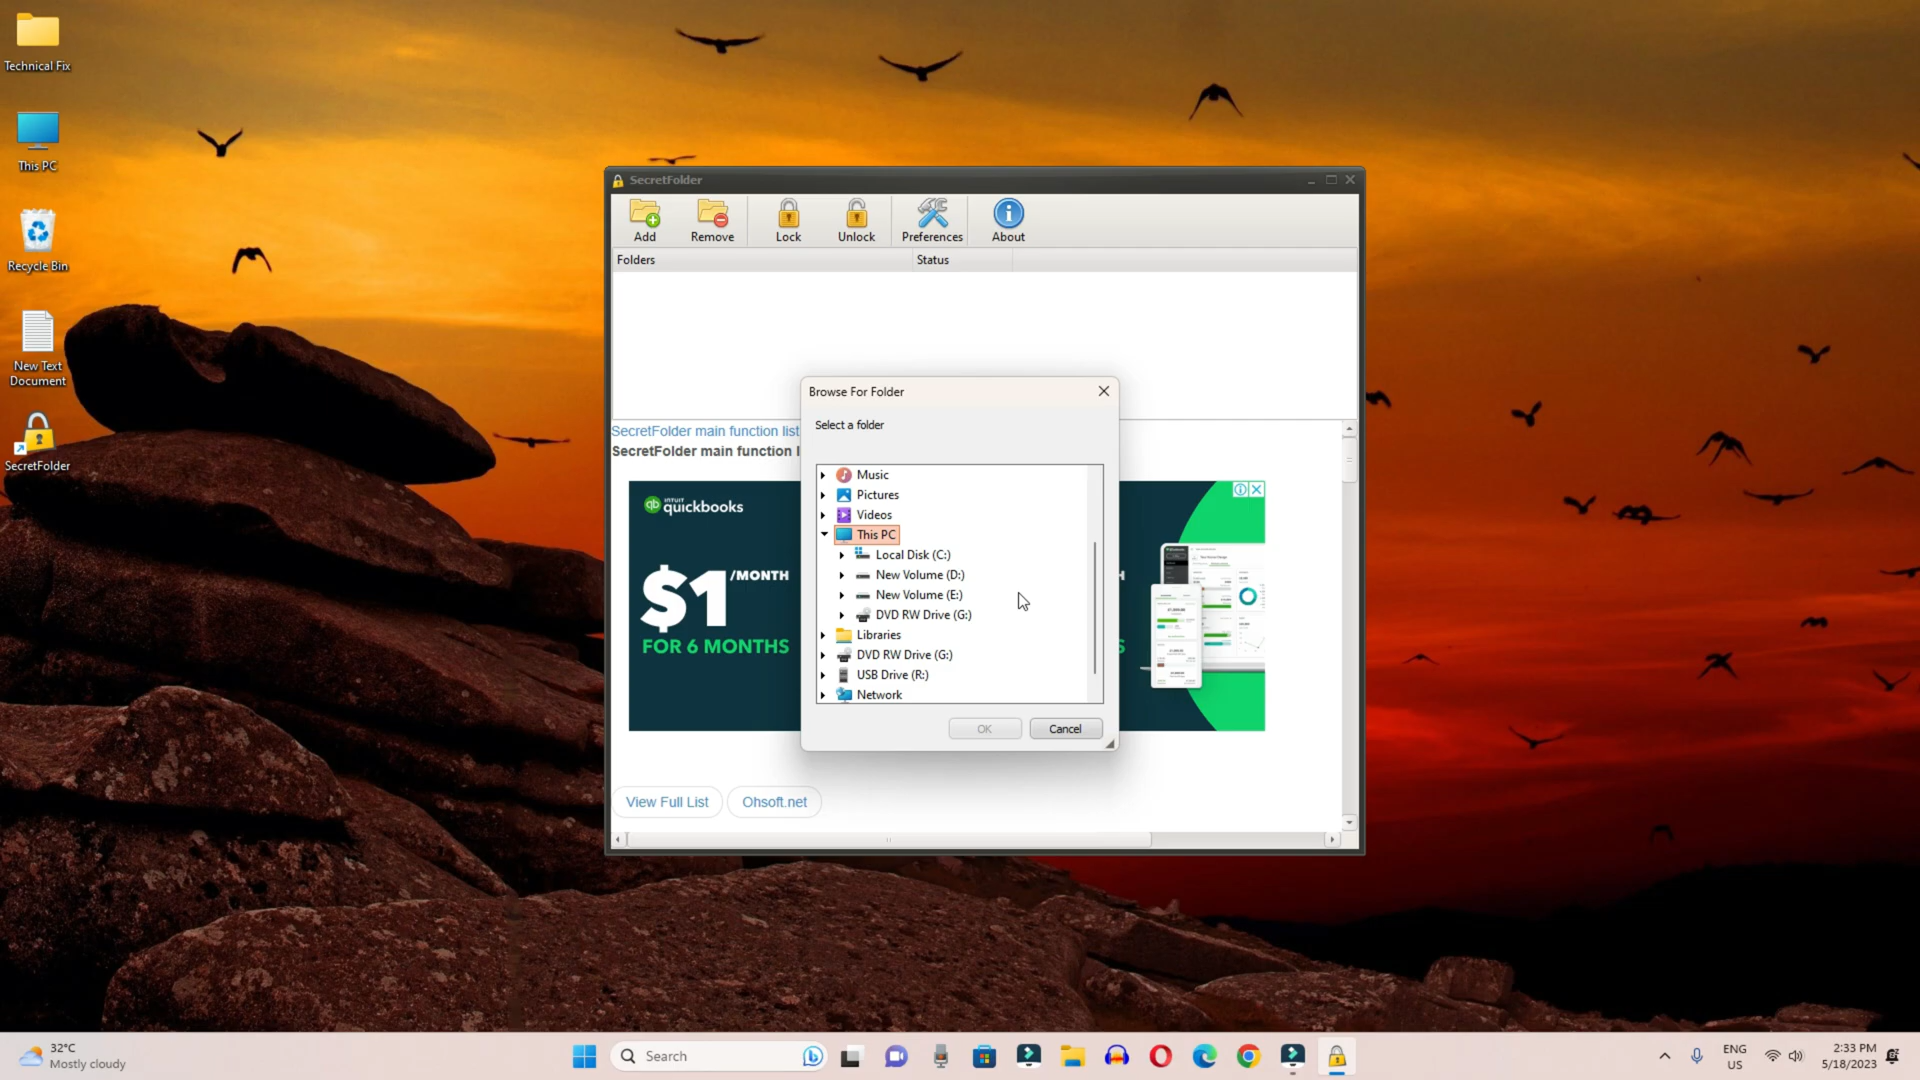 Technical Fix
This PC
Recycle Bin
New Text
Document
SecretFolder
SecretFolder
Add
Remove
Lock
Unlock
Preferences
About
Folders
Status
Browse For Folder
Select a folder
Music
Pictures
Videos
This PC
Local Disk (C:)
New Volume (D:)
New Volume (E:)
DVD RW Drive (G:)
Libraries
DVD RW Drive (G:)
USB Drive (R:)
Network
OK
Cancel
SecretFolder main function list
SecretFolder main function l
INTUIT
quickbooks
$1/MONTH
FOR 6 MONTHS
View Full List
Ohsoft.net
32°C
Mostly cloudy
Search
ENG
US
2:33 PM
5/18/2023